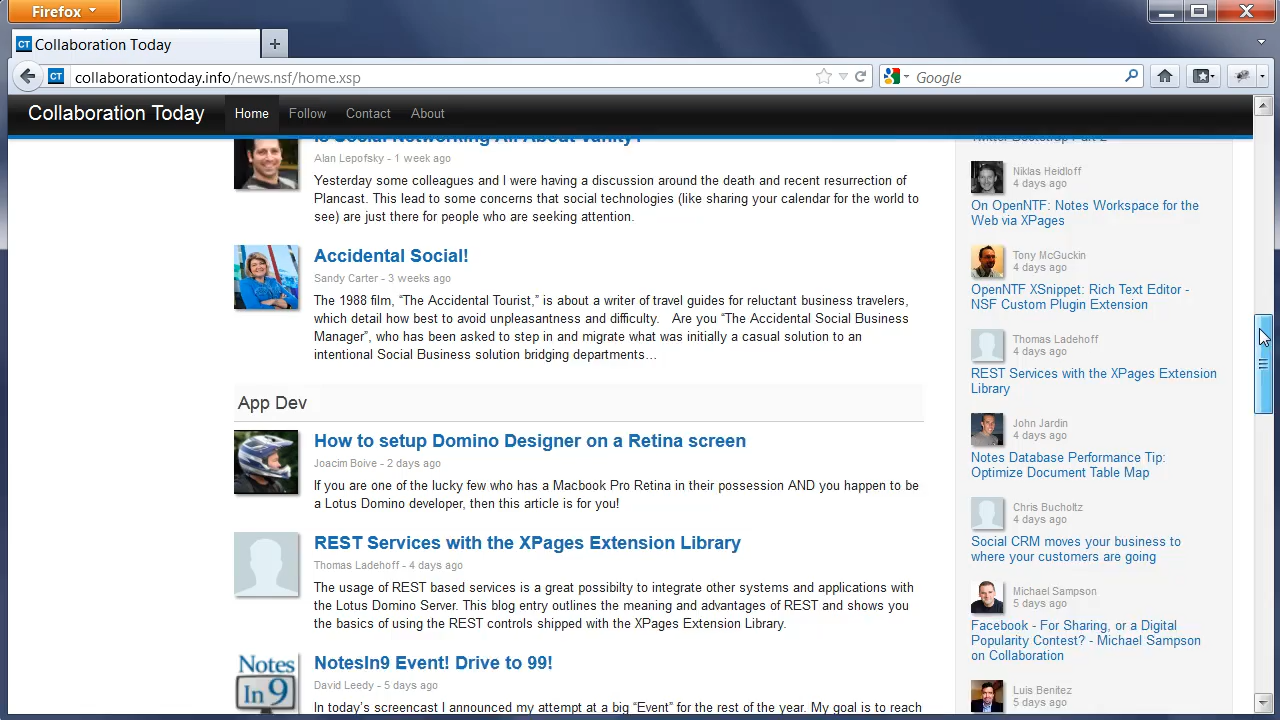 Firefox
Collaboration Today
collaborationtoday.info/news.nsf/home.xsp
Google
Collaboration Today
Home
Follow
Contact
About
Is Social Networking All About Vanity?
Alan Lepofsky - 1 week ago
Yesterday some colleagues and I were having a discussion around the death and recent resurrection of
Plancast. This lead to some concerns that social technologies (like sharing your calendar for the world to
see) are just there for people who are seeking attention.
Accidental Social!
Sandy Carter - 3 weeks ago
The 1988 film, “The Accidental Tourist,” is about a writer of travel guides for reluctant business travelers,
which detail how best to avoid unpleasantness and difficulty. Are you “The Accidental Social Business
Manager”, who has been asked to step in and migrate what was initially a casual solution to an
intentional Social Business solution bridging departments…
App Dev
How to setup Domino Designer on a Retina screen
Joacim Boive - 2 days ago
If you are one of the lucky few who has a Macbook Pro Retina in their possession AND you happen to be
a Lotus Domino developer, then this article is for you!
REST Services with the XPages Extension Library
Thomas Ladehoff - 4 days ago
The usage of REST based services is a great possibilty to integrate other systems and applications with
the Lotus Domino Server. This blog entry outlines the meaning and advantages of REST and shows you
the basics of using the REST controls shipped with the XPages Extension Library.
Notes
In 9
NotesIn9 Event! Drive to 99!
David Leedy - 5 days ago
In today's screencast I announced my attempt at a big “Event” for the rest of the year. My goal is to reach
Twitter Bootstrap Part 2
Niklas Heidloff
4 days ago
On OpenNTF: Notes Workspace for the
Web via XPages
Tony McGuckin
4 days ago
OpenNTF XSnippet: Rich Text Editor -
NSF Custom Plugin Extension
Thomas Ladehoff
4 days ago
REST Services with the XPages Extension
Library
John Jardin
4 days ago
Notes Database Performance Tip:
Optimize Document Table Map
Chris Bucholtz
4 days ago
Social CRM moves your business to
where your customers are going
Michael Sampson
5 days ago
Facebook - For Sharing, or a Digital
Popularity Contest? - Michael Sampson
on Collaboration
Luis Benitez
5 days ago